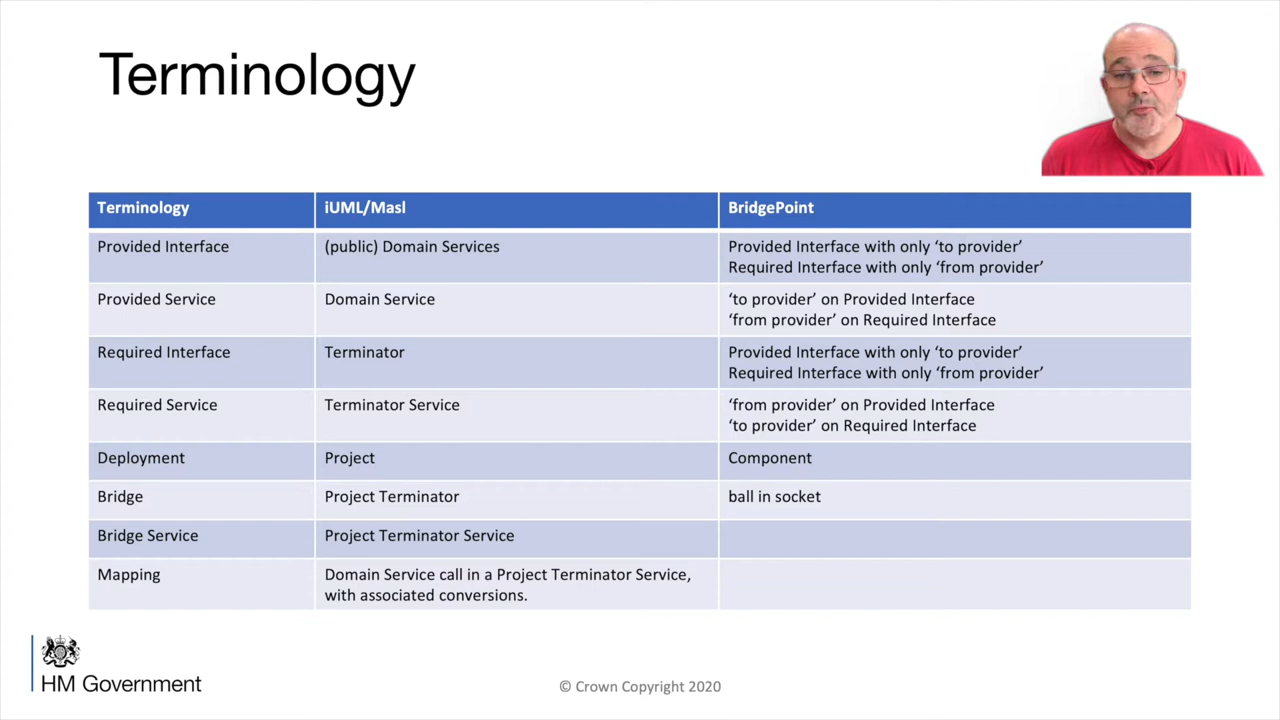 Terminology
Terminology iUML/Masl BridgePoint
Provided Interface (public) Domain Services Provided Interface with only ‘to provider’
Required Interface with only ‘from provider’
Provided Service Domain Service ‘to provider’ on Provided Interface
‘from provider’ on Required Interface
Required Interface Terminator Provided Interface with only ‘to provider’
Required Interface with only ‘from provider’
Required Service Terminator Service ‘from provider’ on Provided Interface
‘to provider’ on Required Interface
Deployment Project Component
Bridge Project Terminator ball in socket
Bridge Service Project Terminator Service
Mapping Domain Service call in a Project Terminator Service,
with associated conversions.
HM Government
© Crown Copyright 2020